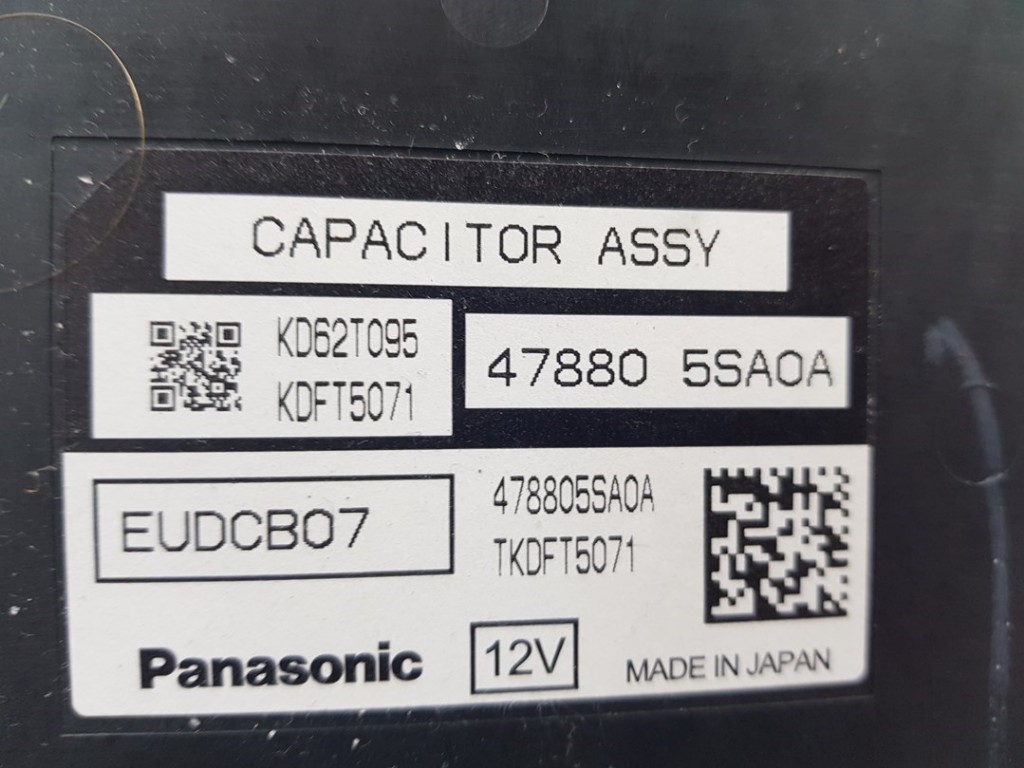 CAPACITOR ASSY
KD62T095
KDFT5071
47880 5SA0A
EUDCB07
478805SA0A
TKDFT5071
Panasonic
12V
MADE IN JAPAN